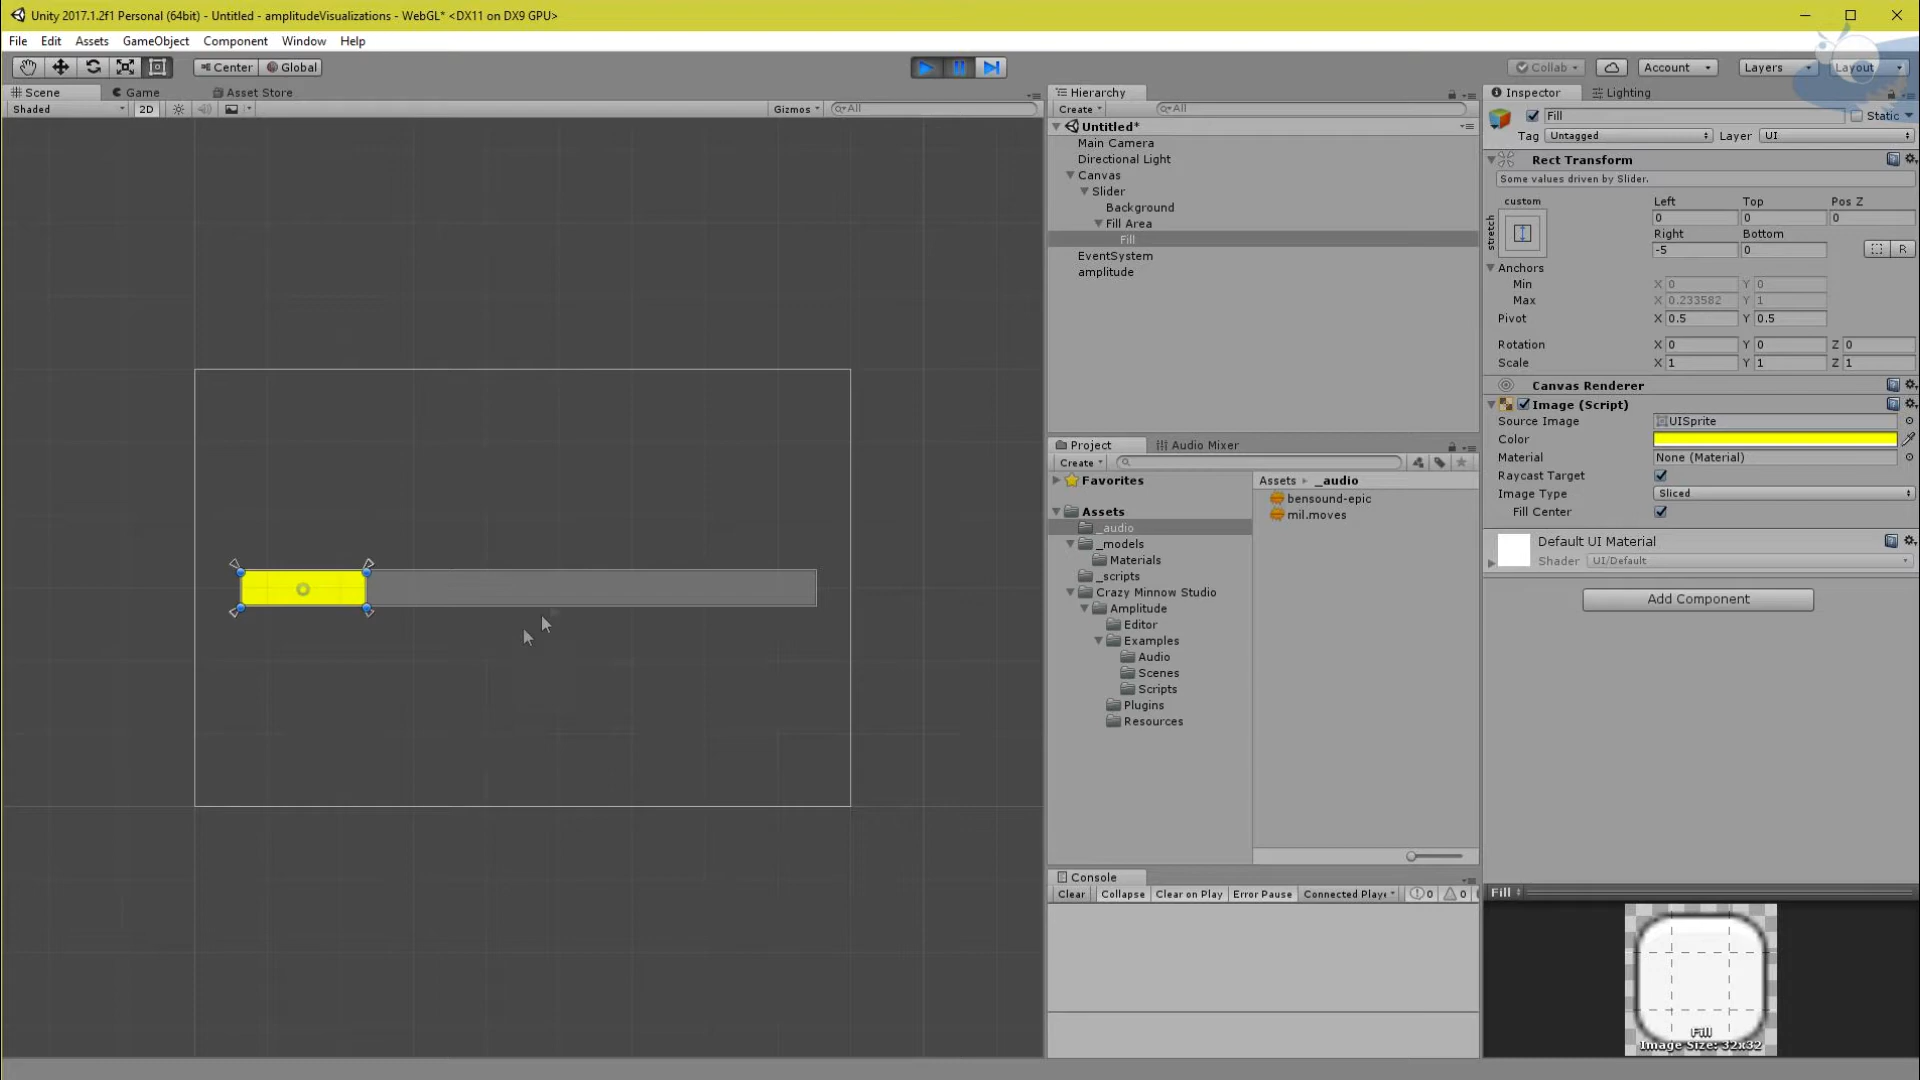 Unity 2017.1.2f1 Personal (64bit) - Untitled - amplitudeVisualizations - WebGL* <DX11 on DX9 GPU>
File Edit Assets GameObject Component Window Help
Center Global Collab Account Layers Layout
Scene Game Asset Store
Shaded 2D Gizmos All
Hierarchy
Create All
Untitled*
Main Camera
Directional Light
Canvas
Slider
Background
Fill Area
Fill
EventSystem
amplitude
Project Audio Mixer
Create
Favorites
Assets
_audio
_models
Materials
_scripts
Crazy Minnow Studio
Amplitude
Editor
Examples
Audio
Scenes
Scripts
Plugins
Resources
Assets _audio
bensound-epic
mil.moves
Console
Clear Collapse Clear on Play Error Pause Connected Playe 0 0
Inspector Lighting
Fill Static
Tag Untagged Layer UI
Rect Transform
Some values driven by Slider.
custom Left Top Pos Z
stretch
0 0 0
Right Bottom
-5 0 R
Anchors
Min X 0 Y 0
Max X 0.233582 Y 1
Pivot X 0.5 Y 0.5
Rotation X 0 Y 0 Z 0
Scale X 1 Y 1 Z 1
Canvas Renderer
Image (Script)
Source Image UISprite
Color
Material None (Material)
Raycast Target
Image Type Sliced
Fill Center
Default UI Material
Shader UI/Default
Add Component
Fill
Fill
Image Size: 32x32